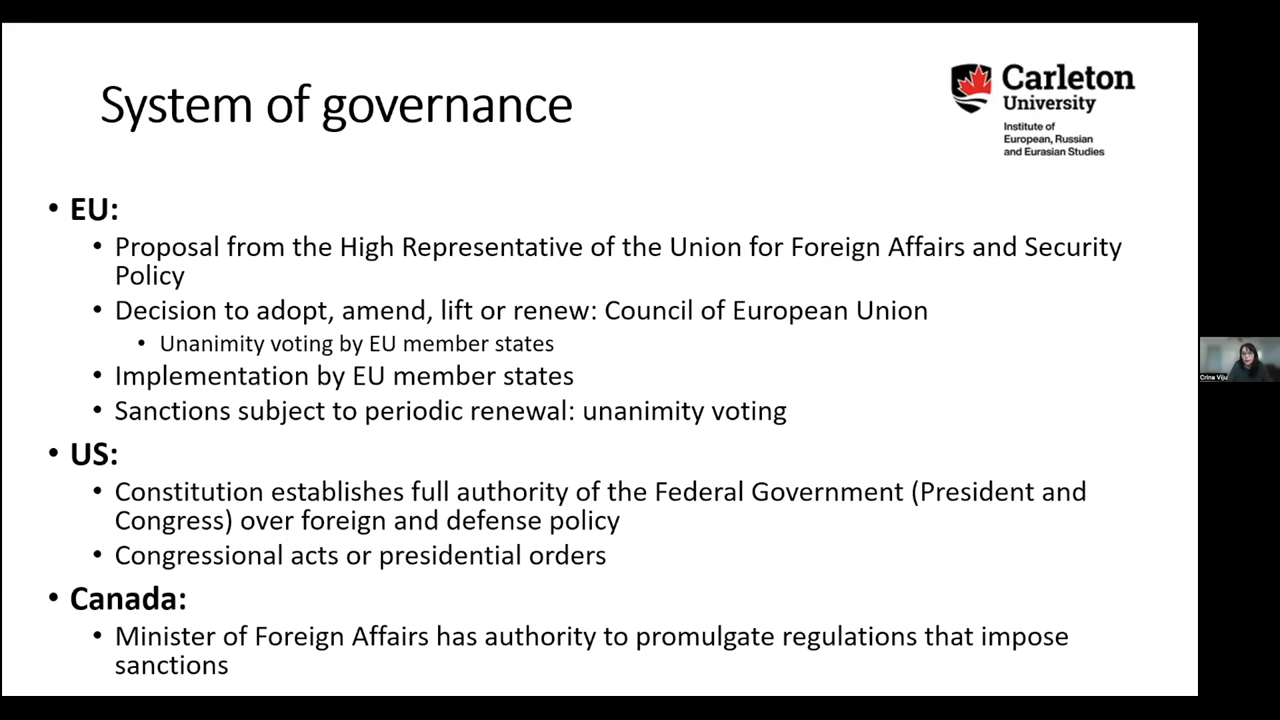 System of governance
Carleton
University
Institute of
European, Russian
and Eurasian Studies
• EU:
• Proposal from the High Representative of the Union for Foreign Affairs and Security
Policy
• Decision to adopt, amend, lift or renew: Council of European Union
• Unanimity voting by EU member states
• Implementation by EU member states
• Sanctions subject to periodic renewal: unanimity voting
• US:
• Constitution establishes full authority of the Federal Government (President and
Congress) over foreign and defense policy
• Congressional acts or presidential orders
• Canada:
• Minister of Foreign Affairs has authority to promulgate regulations that impose
sanctions
Crina Viju